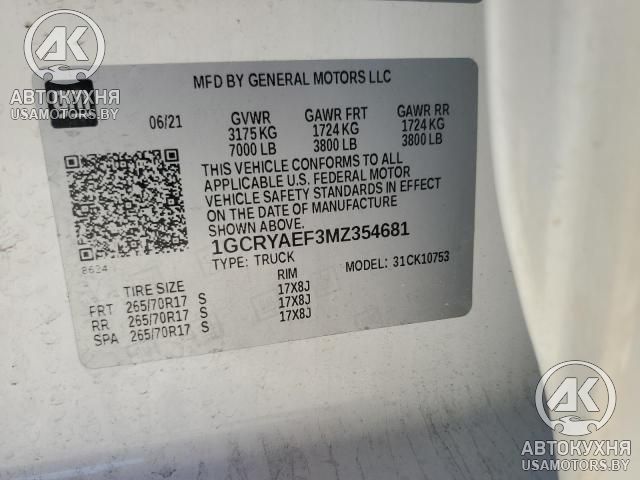 AK
АВТОКУХНЯ
USAMOTORS.BY
MFD BY GENERAL MOTORS LLC
06/21 GVWR GAWR FRT GAWR RR
3175 KG 1724 KG 1724 KG
7000 LB 3800 LB 3800 LB
THIS VEHICLE CONFORMS TO ALL
APPLICABLE U.S. FEDERAL MOTOR
VEHICLE SAFETY STANDARDS IN EFFECT
ON THE DATE OF MANUFACTURE
SHOWN ABOVE.
1GCRYAEF3MZ354681
8624
TYPE: TRUCK MODEL: 31CK10753
TIRE SIZE RIM
FRT 265/70R17 S 17X8J
RR 265/70R17 S 17X8J
SPA 265/70R17 S 17X8J
AK
АВТОКУХНЯ
USAMOTORS.BY